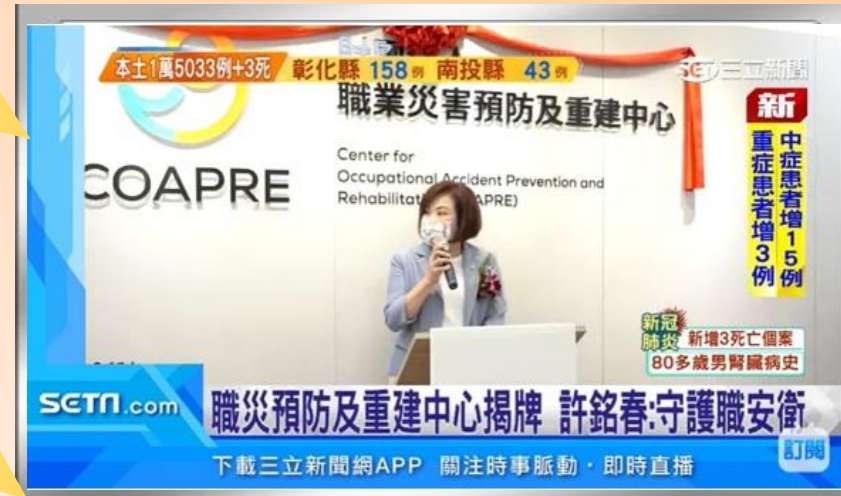 本土1萬5033例+3死 彰化縣 158例 南投縣 43例
SET三立新聞
職業災害預防及重建中心
新
中症患者增15例
重症患者增3例
COAPRE
Center for
Occupational Accident Prevention and
新冠肺炎
新增3死亡個案
80多歲男腎臟病史
SETN.com
職災預防及重建中心揭牌 許銘春:守護職安衛
訂閱
下載三立新聞網APP 關注時事脈動・即時直播